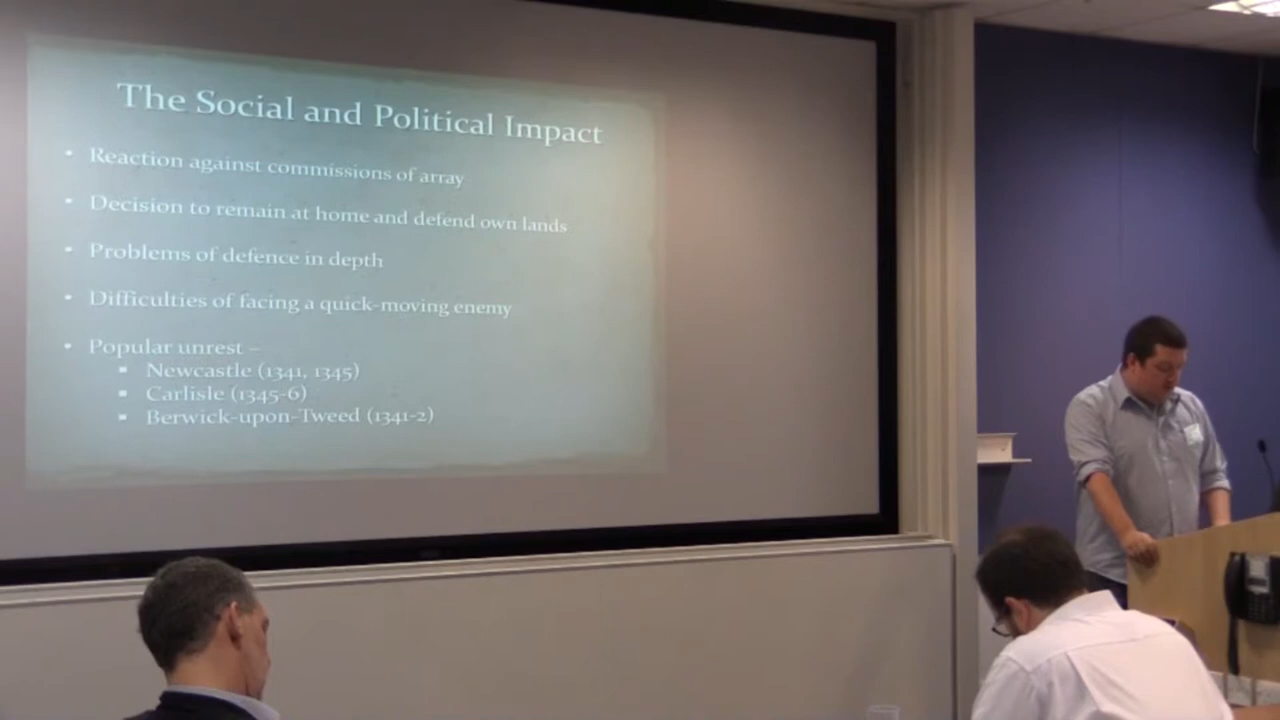 The Social and Political Impact
• Reaction against commissions of array
• Decision to remain at home and defend own lands
• Problems of defence in depth
• Difficulties of facing a quick-moving enemy
• Popular unrest –
▪ Newcastle (1341, 1345)
▪ Carlisle (1345-6)
▪ Berwick-upon-Tweed (1341-2)